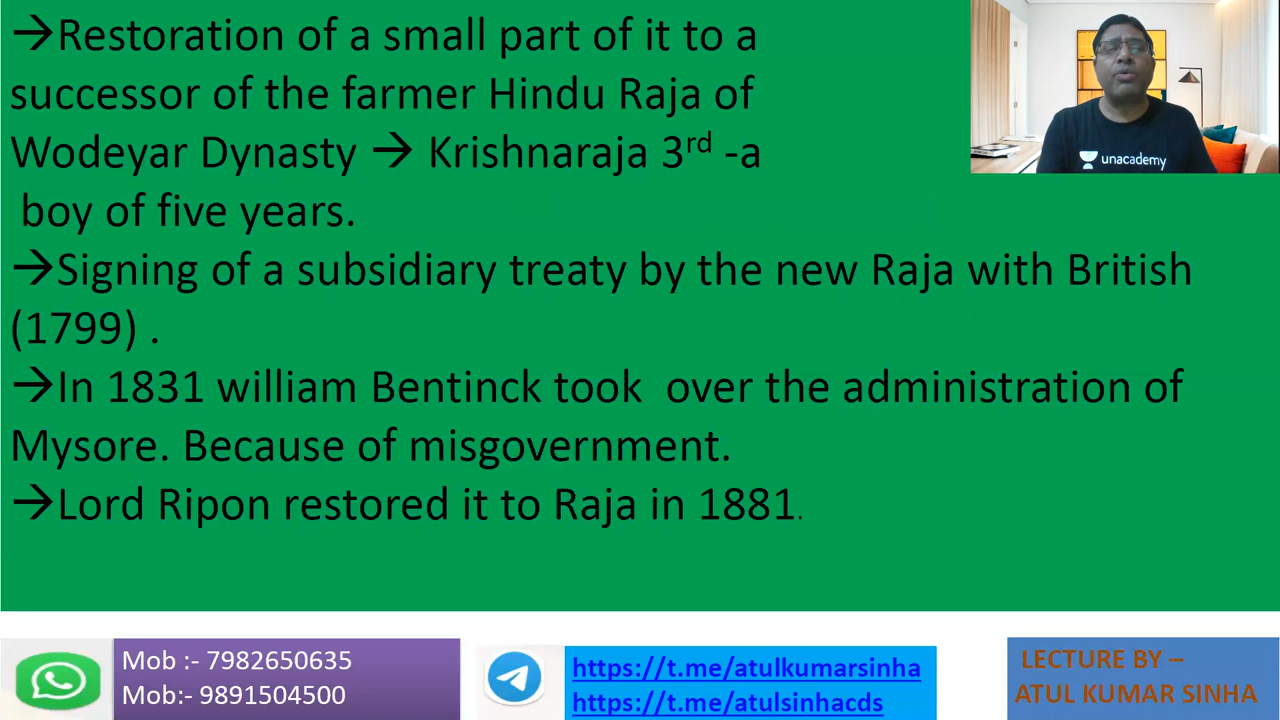 →Restoration of a small part of it to a
successor of the farmer Hindu Raja of
Wodeyar Dynasty → Krishnaraja 3rd -a
boy of five years.
→Signing of a subsidiary treaty by the new Raja with British
(1799) .
→In 1831 william Bentinck took over the administration of
Mysore. Because of misgovernment.
→Lord Ripon restored it to Raja in 1881.
unacademy
Mob :- 7982650635
Mob:- 9891504500
https://t.me/atulkumarsinha
https://t.me/atulsinhacds
LECTURE BY –
ATUL KUMAR SINHA